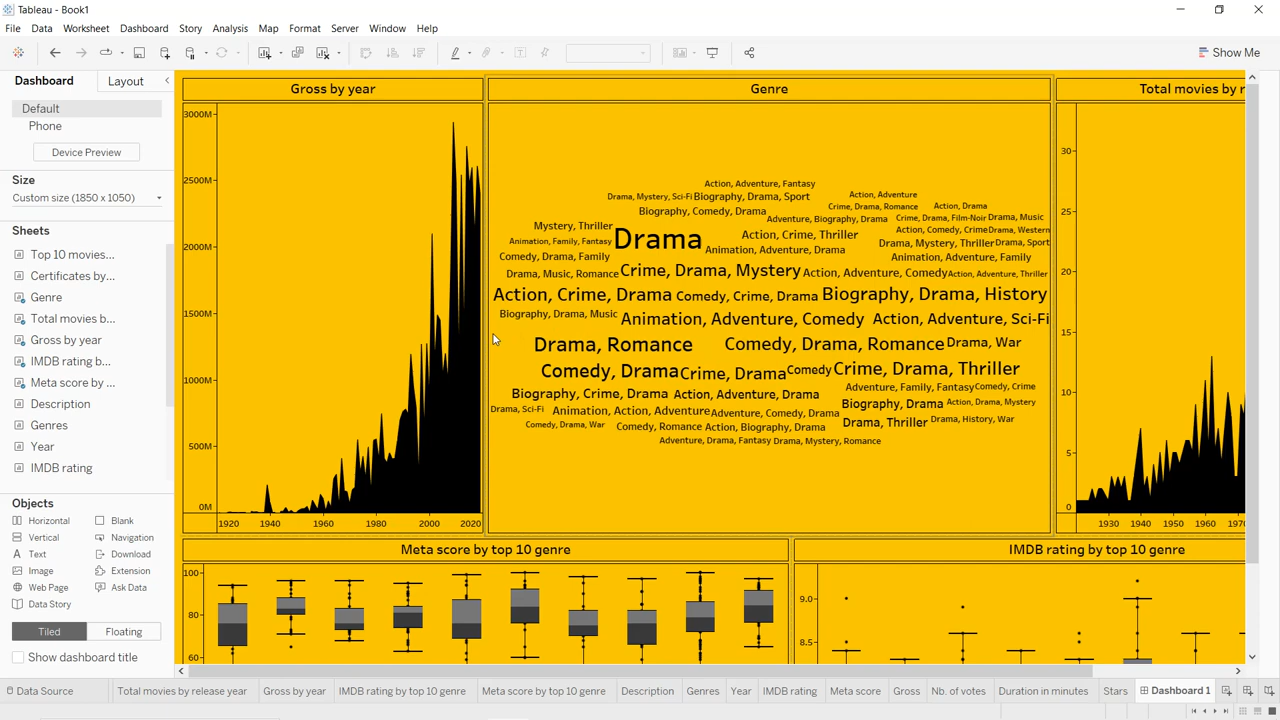 Tableau - Book1
File Data Worksheet Dashboard Story Analysis Map Format Server Window Help
Show Me
Dashboard Layout
Default
Phone
Device Preview
Size
Custom size (1850 x 1050)
Sheets
Top 10 movies...
Certificates by...
Genre
Total movies b...
Gross by year
IMDB rating b...
Meta score by ...
Description
Genres
Year
IMDB rating
Objects
Horizontal Blank
Vertical Navigation
Text Download
Image Extension
Web Page Ask Data
Data Story
Tiled Floating
Show dashboard title
Gross by year
3000M
2500M
2000M
1500M
1000M
500M
0M
1920 1940 1960 1980 2000 2020
Genre
Action, Adventure, Fantasy
Drama, Mystery, Sci-Fi Biography, Drama, Sport Action, Adventure
Biography, Comedy, Drama Crime, Drama, Romance Action, Drama
Adventure, Biography, Drama Crime, Drama, Film-Noir Drama, Music
Mystery, Thriller Action, Comedy, Crime Drama, Western
Animation, Family, Fantasy Drama Action, Crime, Thriller Drama, Mystery, Thriller Drama, Sport
Comedy, Drama, Family Animation, Adventure, Drama Animation, Adventure, Family
Drama, Music, Romance Crime, Drama, Mystery Action, Adventure, Comedy Action, Adventure, Thriller
Action, Crime, Drama Comedy, Crime, Drama Biography, Drama, History
Biography, Drama, Music Animation, Adventure, Comedy Action, Adventure, Sci-Fi
Drama, Romance Comedy, Drama, Romance Drama, War
Comedy, Drama Crime, Drama Comedy Crime, Drama, Thriller
Biography, Crime, Drama Action, Adventure, Drama Adventure, Family, Fantasy Comedy, Crime
Drama, Sci-Fi Animation, Action, Adventure Adventure, Comedy, Drama Biography, Drama Action, Drama, Mystery
Comedy, Drama, War Comedy, Romance Action, Biography, Drama Drama, Thriller Drama, History, War
Adventure, Drama, Fantasy Drama, Mystery, Romance
Total movies by r
30
25
20
15
10
5
0
1930 1940 1950 1960 1970
Meta score by top 10 genre
100
80
60
IMDB rating by top 10 genre
9.0
8.5
Data Source Total movies by release year Gross by year IMDB rating by top 10 genre Meta score by top 10 genre Description Genres Year IMDB rating Meta score Gross Nb. of votes Duration in minutes Stars Dashboard 1